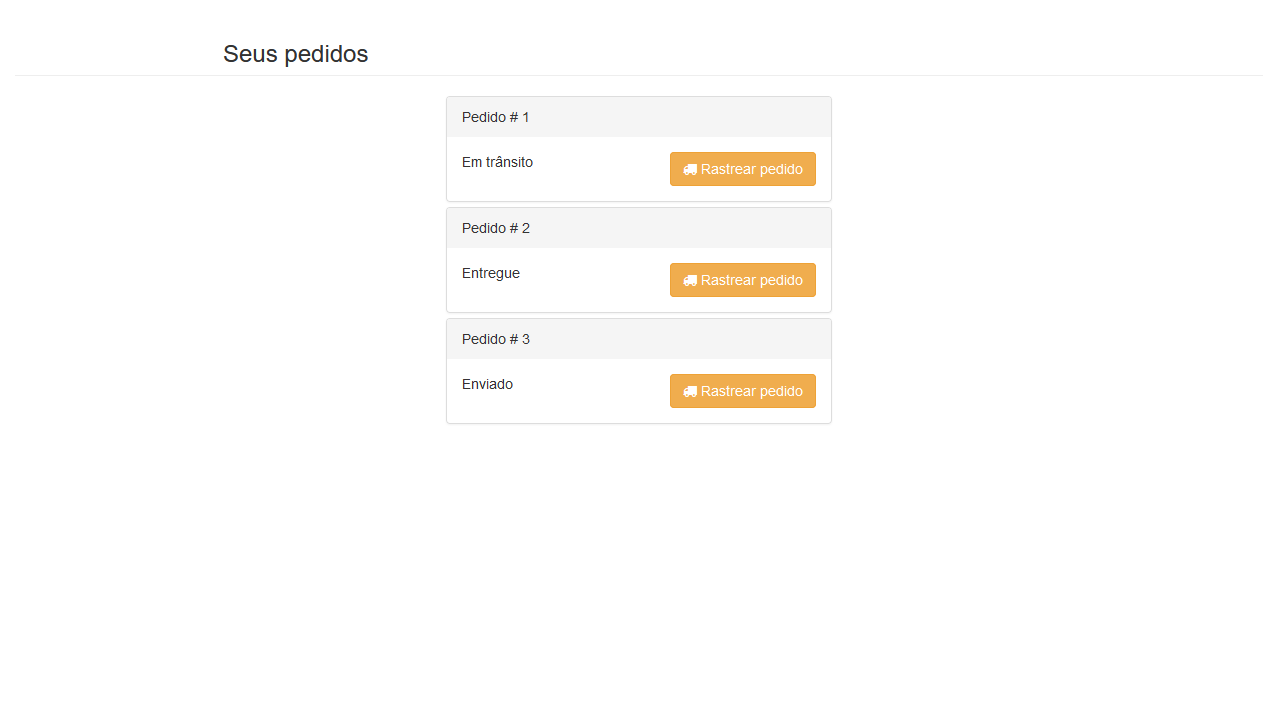 Seus pedidos
Pedido # 1
Em trânsito
Rastrear pedido
Pedido # 2
Entregue
Rastrear pedido
Pedido # 3
Enviado
Rastrear pedido